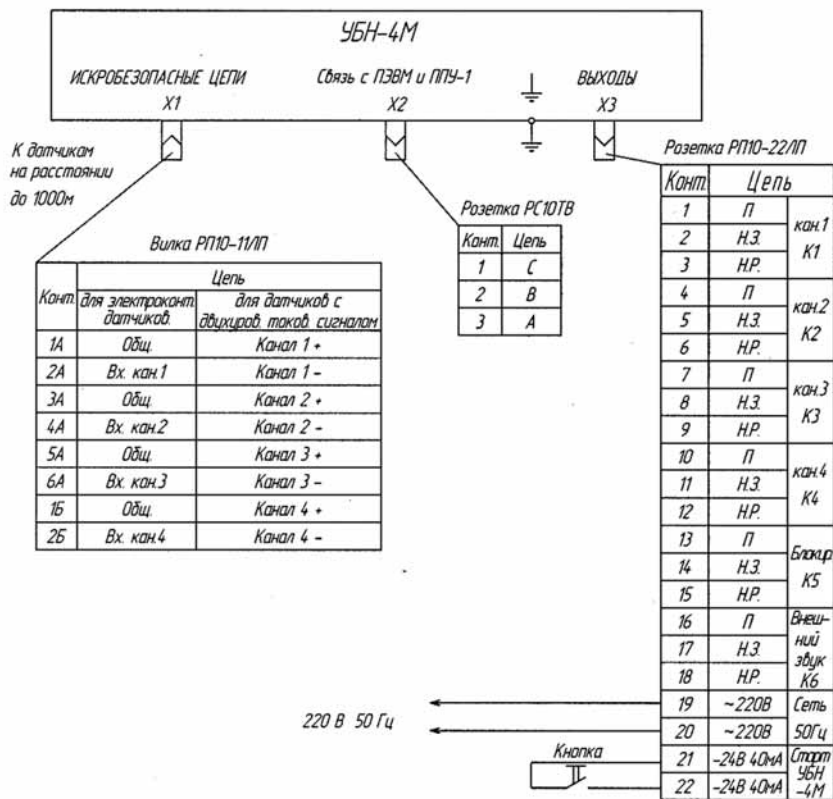 УБН-4М
ИСКРОБЕЗОПАСНЫЕ ЦЕПИ Связь с ПЭВМ и ППУ-1 ВЫХОДЫ
X1 X2 X3
К датчикам
на расстоянии
до 1000м
Вилка РП10-11/ЛП
Конт. Цепь
для электроконт. датчиков. для датчиков с двухуров. токов. сигналом
1А Общ. Канал 1 +
2А Вх. кан.1 Канал 1 -
3А Общ. Канал 2 +
4А Вх. кан.2 Канал 2 -
5А Общ. Канал 3 +
6А Вх. кан.3 Канал 3 -
1Б Общ. Канал 4 +
2Б Вх. кан.4 Канал 4 -
Розетка РС10ТВ
Конт. Цепь
1 С
2 В
3 А
Розетка РП10-22/ЛП
Конт. Цепь
1 П кан.1
2 Н.З. К1
3 Н.Р.
4 П кан.2
5 Н.З. К2
6 Н.Р.
7 П кан.3
8 Н.З. К3
9 Н.Р.
10 П кан.4
11 Н.З. К4
12 Н.Р.
13 П Блокир.
14 Н.З. К5
15 Н.Р.
16 П Внеш-
17 Н.З. ний звук
18 Н.Р. К6
19 ~220В Сеть
20 ~220В 50Гц
21 -24В 40мА Старт
22 -24В 40мА УБН -4М
220 В 50 Гц
Кнопка